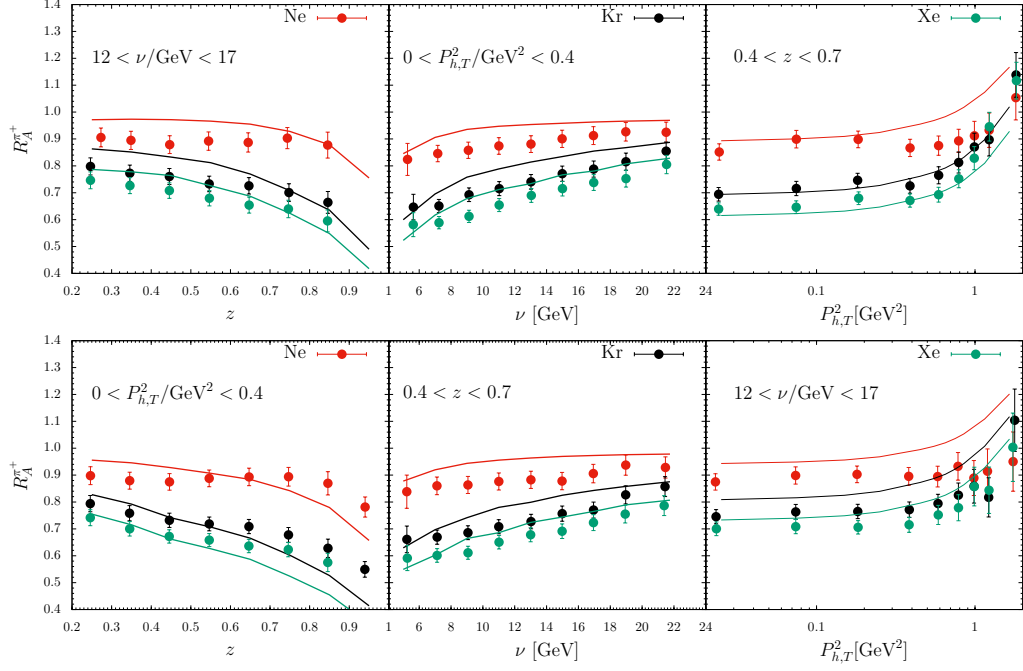 Ne
Kr
Xe
12 < ν/GeV < 17
0 < P²h,T/GeV² < 0.4
0.4 < z < 0.7
1.4
1.3
1.2
1.1
1.0
0.9
0.8
0.7
0.6
0.5
0.4
R_A^π⁺
0.2 0.3 0.4 0.5 0.6 0.7 0.8 0.9 1
6 8 10 12 14 16 18 20 22 24
0.1 1
z
ν [GeV]
P²h,T[GeV²]
Ne
Kr
Xe
0 < P²h,T/GeV² < 0.4
0.4 < z < 0.7
12 < ν/GeV < 17
1.4
1.3
1.2
1.1
1.0
0.9
0.8
0.7
0.6
0.5
0.4
R_A^π⁺
0.2 0.3 0.4 0.5 0.6 0.7 0.8 0.9 1
6 8 10 12 14 16 18 20 22 24
0.1 1
z
ν [GeV]
P²h,T[GeV²]